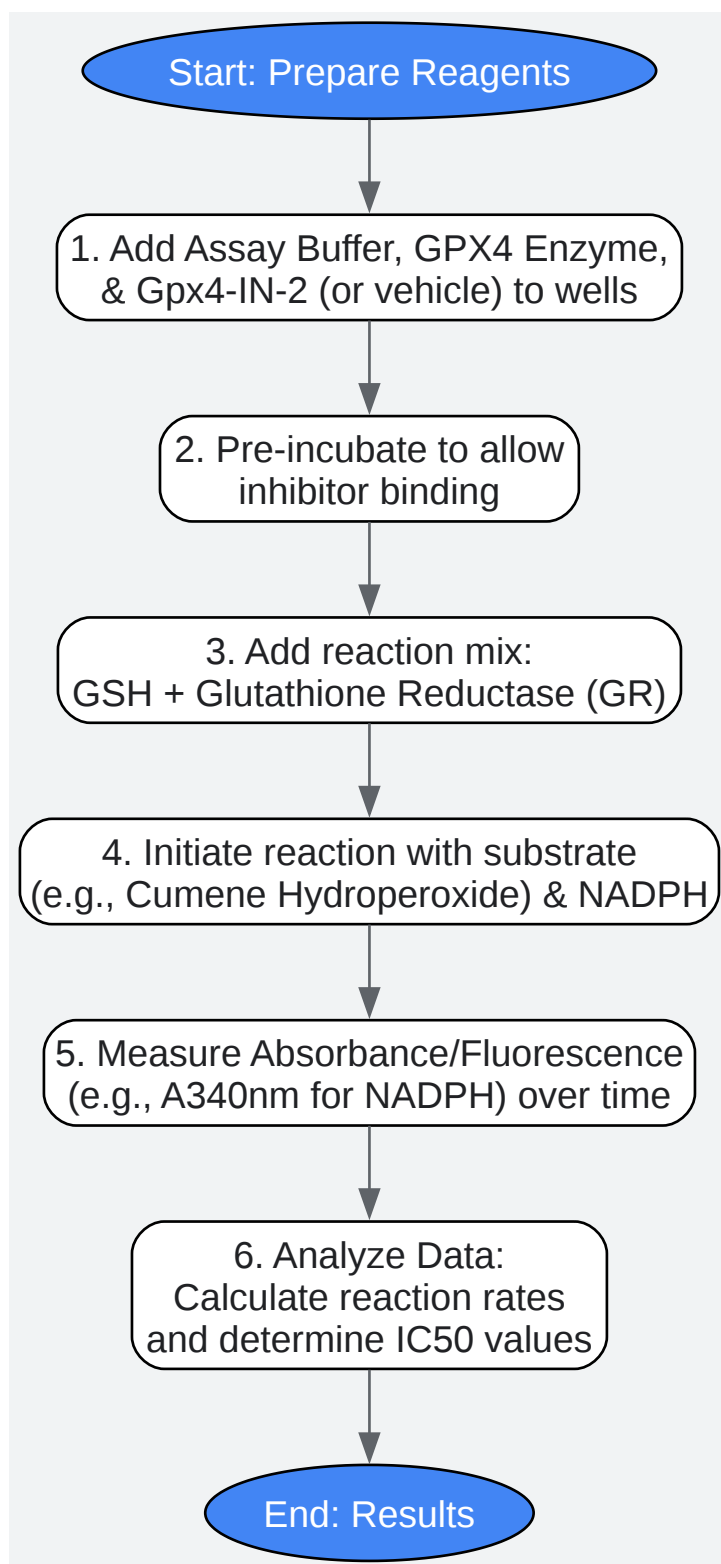 Start: Prepare Reagents
1. Add Assay Buffer, GPX4 Enzyme,
& Gpx4-IN-2 (or vehicle) to wells
2. Pre-incubate to allow
inhibitor binding
3. Add reaction mix:
GSH + Glutathione Reductase (GR)
4. Initiate reaction with substrate
(e.g., Cumene Hydroperoxide) & NADPH
5. Measure Absorbance/Fluorescence
(e.g., A340nm for NADPH) over time
6. Analyze Data:
Calculate reaction rates
and determine IC50 values
End: Results